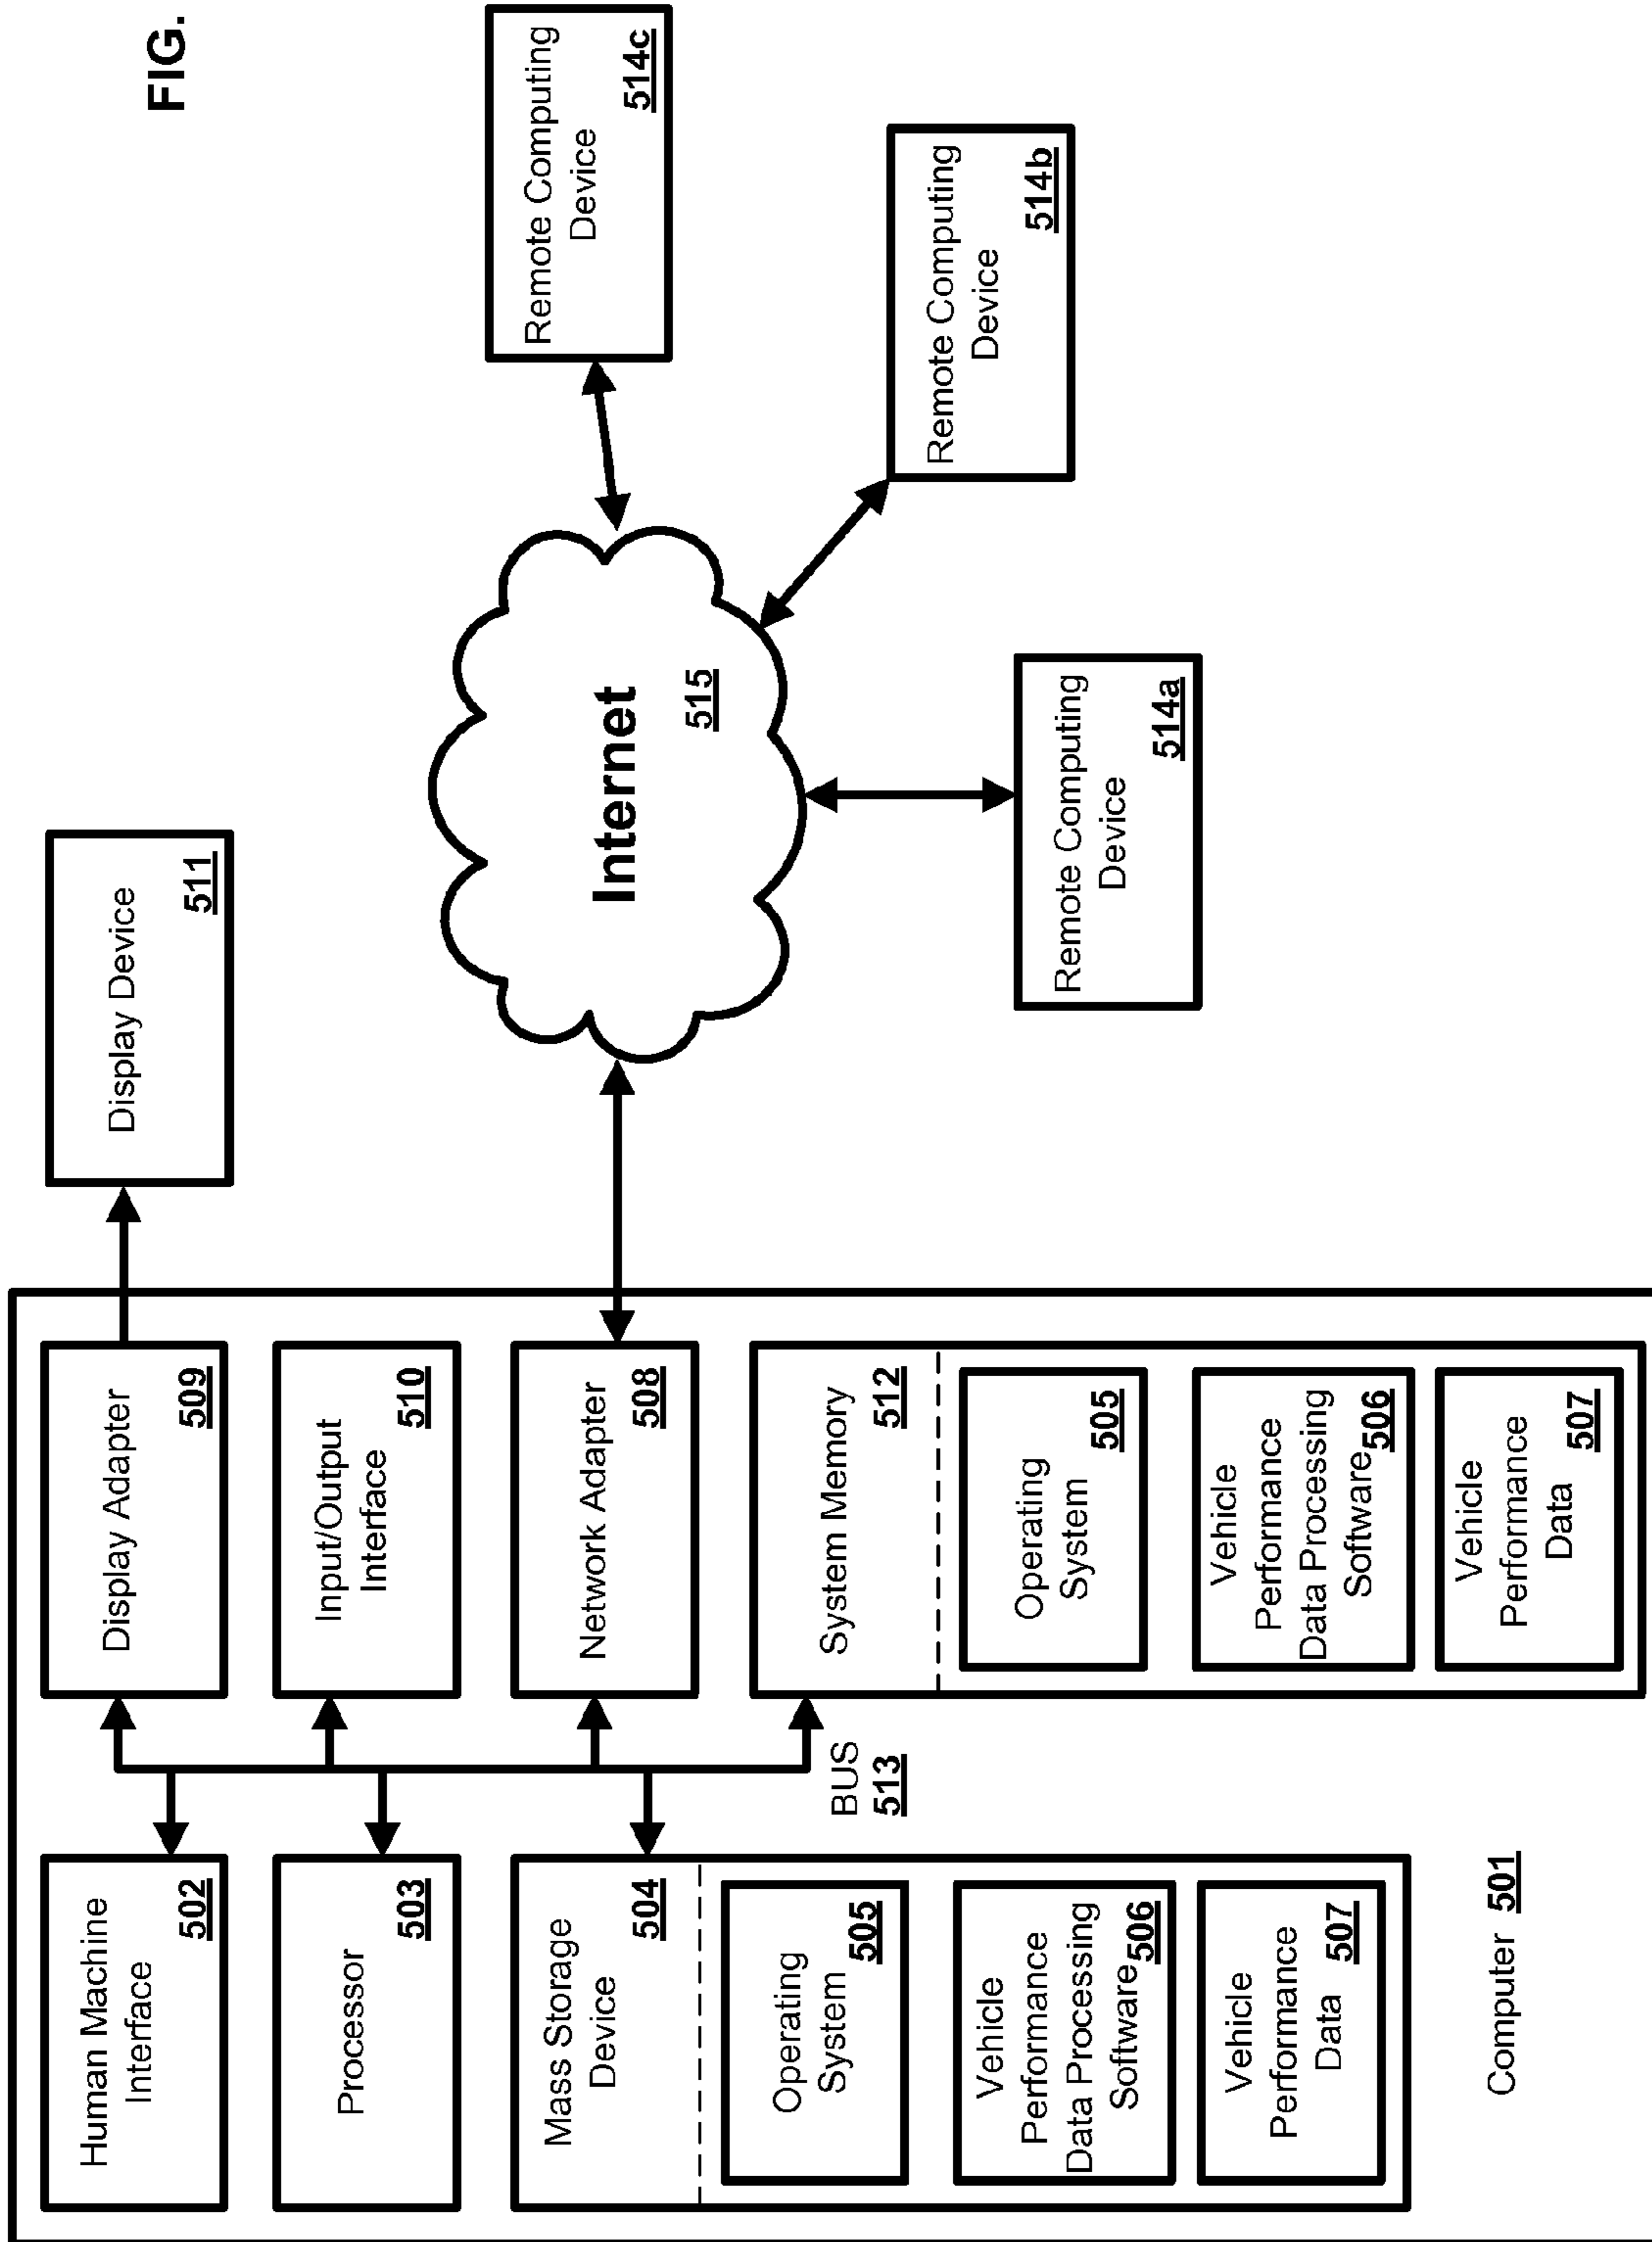 FIG.
Human Machine
Interface
502
Processor
503
Mass Storage
Device
504
Operating
System
505
Vehicle
Performance
Data Processing
Software
506
Vehicle
Performance
Data
507
Computer 501
BUS
513
Display Adapter
509
Input/Output
Interface
510
Network Adapter
508
System Memory
512
Operating
System
505
Vehicle
Performance
Data Processing
Software
506
Vehicle
Performance
Data
507
Display Device
511
Internet
515
Remote Computing
Device
514a
Remote Computing
Device
514b
Remote Computing
Device
514c